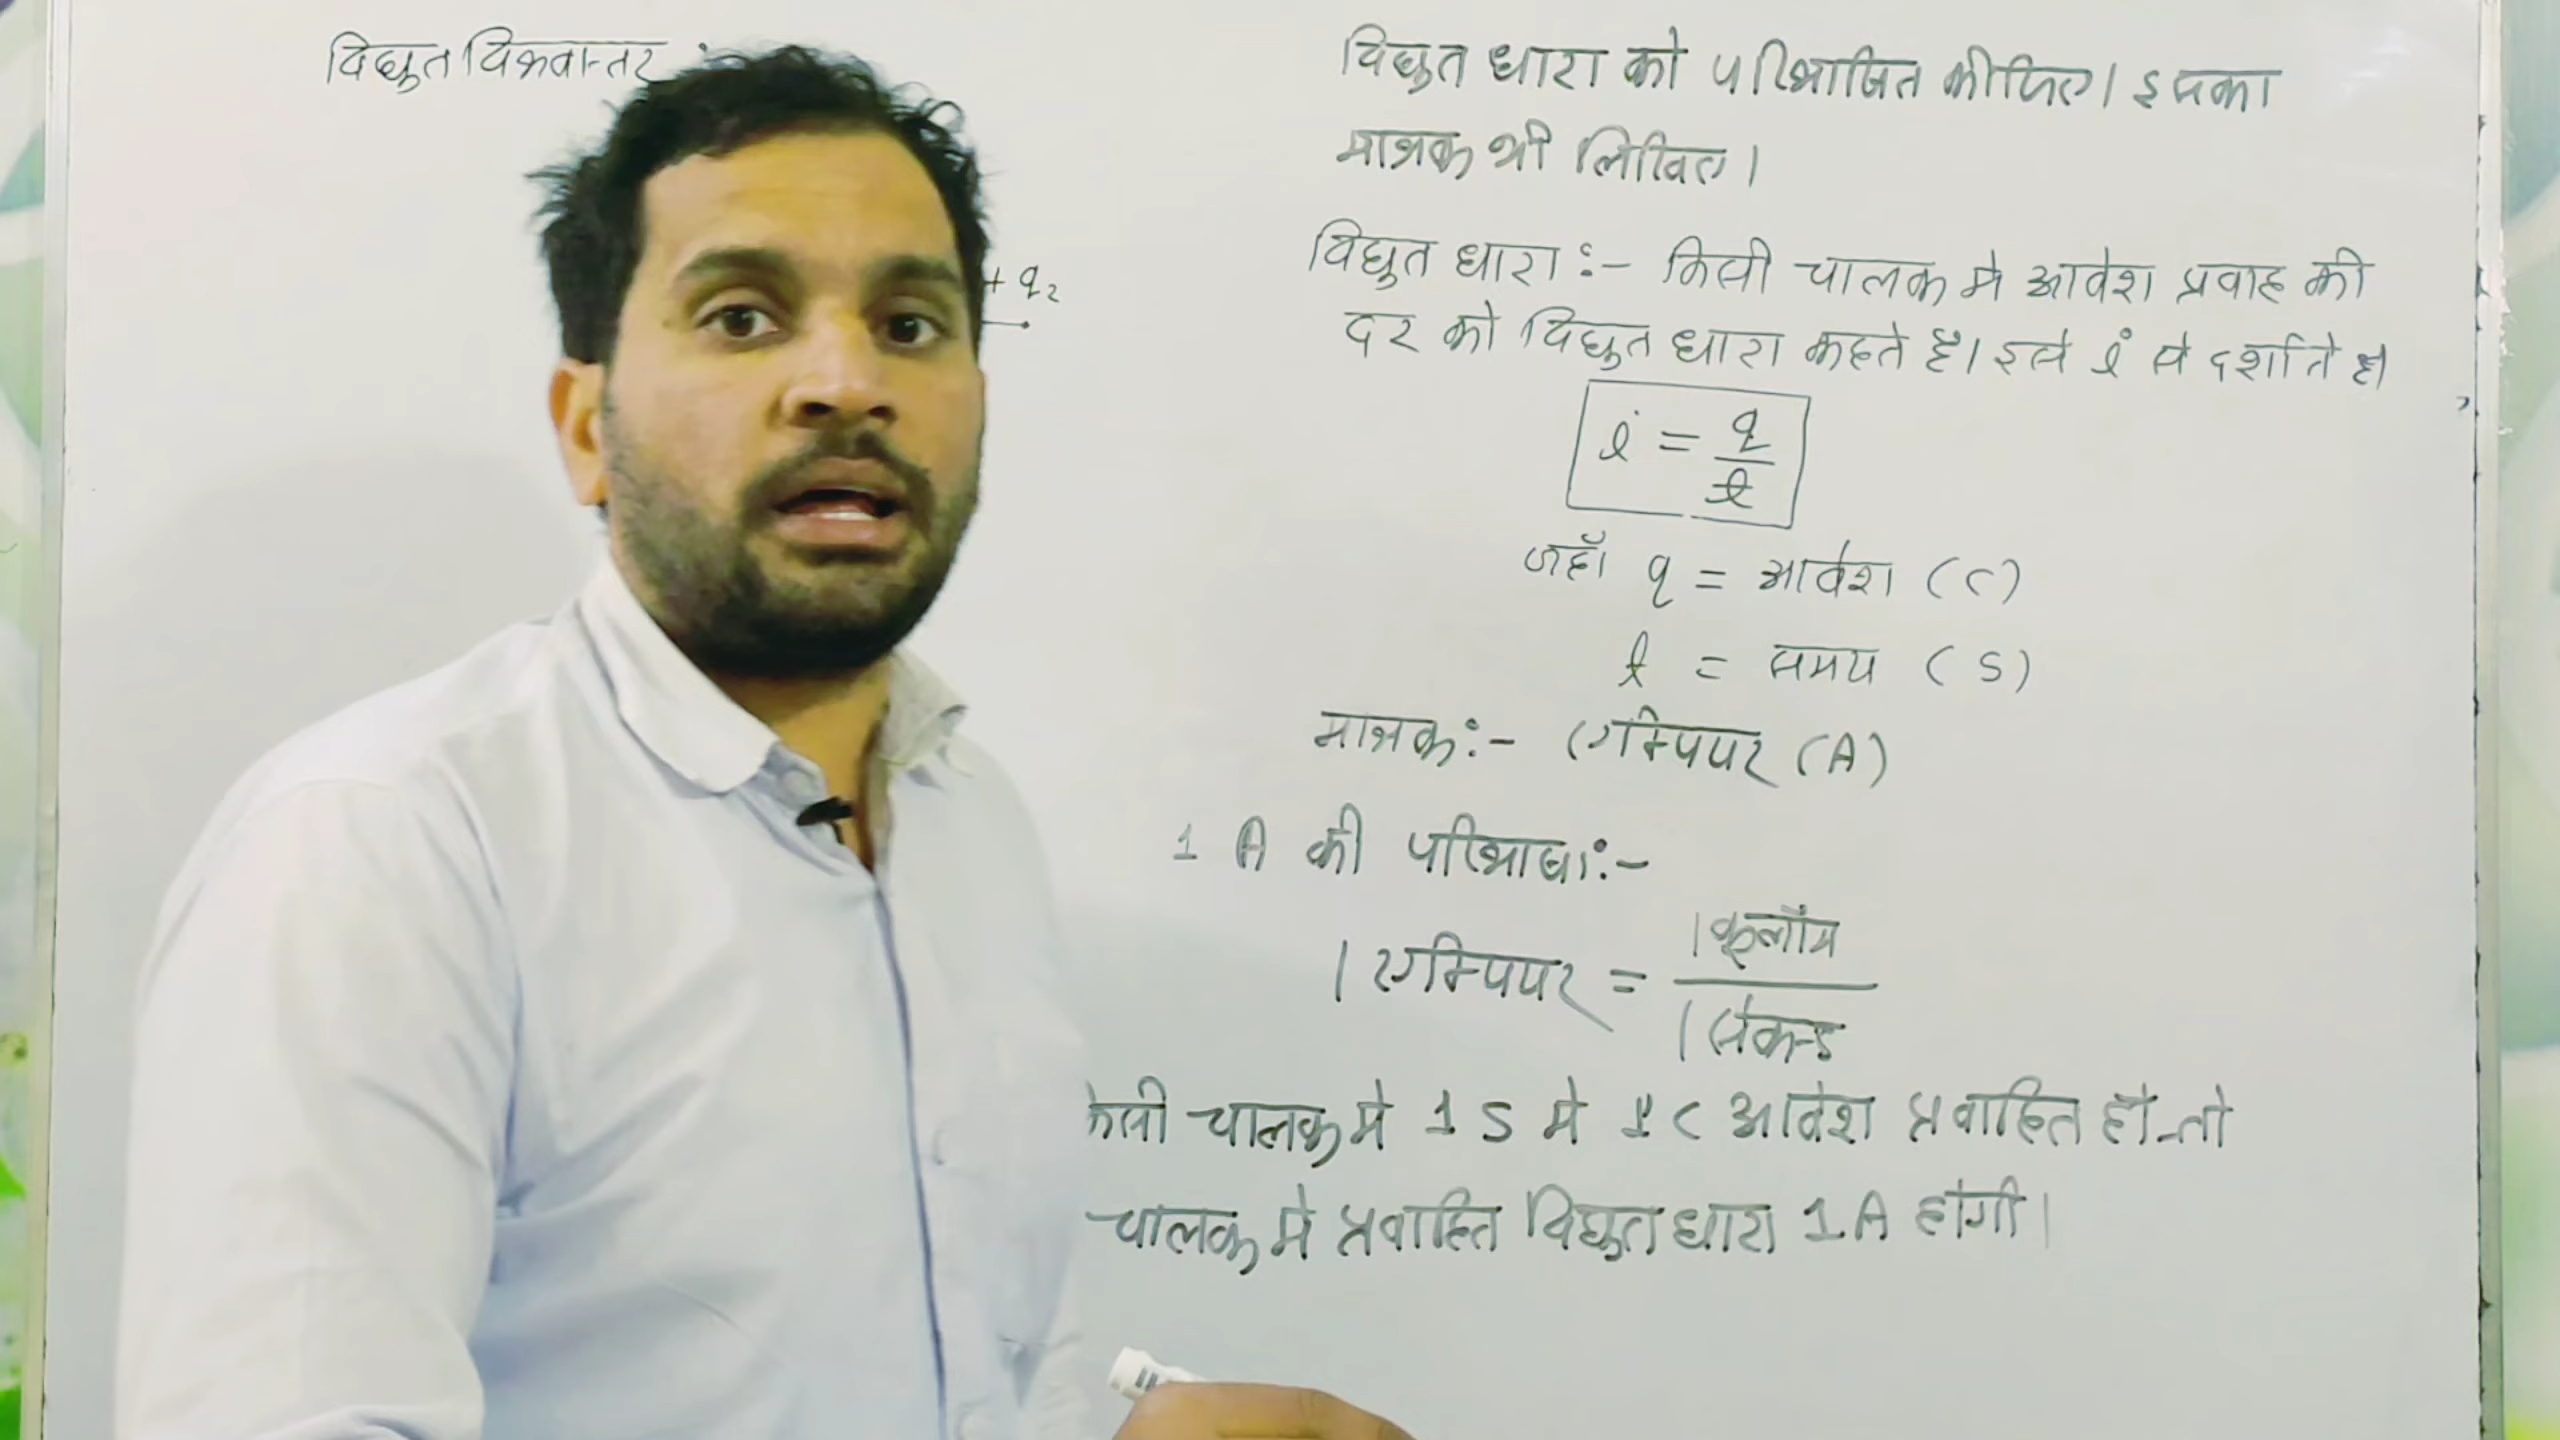 विद्युत विभवान्तर :
+ q₂
विद्युत धारा को परिभाषित कीजिए। इसका
मात्रक भी लिखिए।
विद्युत धारा :- किसी चालक मे आवेश प्रवाह की
दर को विद्युत धारा कहते है। इसे i से दर्शाते है।
i = q/t
जहाँ q = आवेश (C)
t = समय (S)
मात्रक :- एम्पियर (A)
1 A की परिभाषा :-
1 एम्पियर = 1 कूलॉम / 1 सेकन्ड
किसी चालक मे 1 S मे 1 C आवेश प्रवाहित हो तो
चालक मे प्रवाहित विद्युत धारा 1 A होगी।